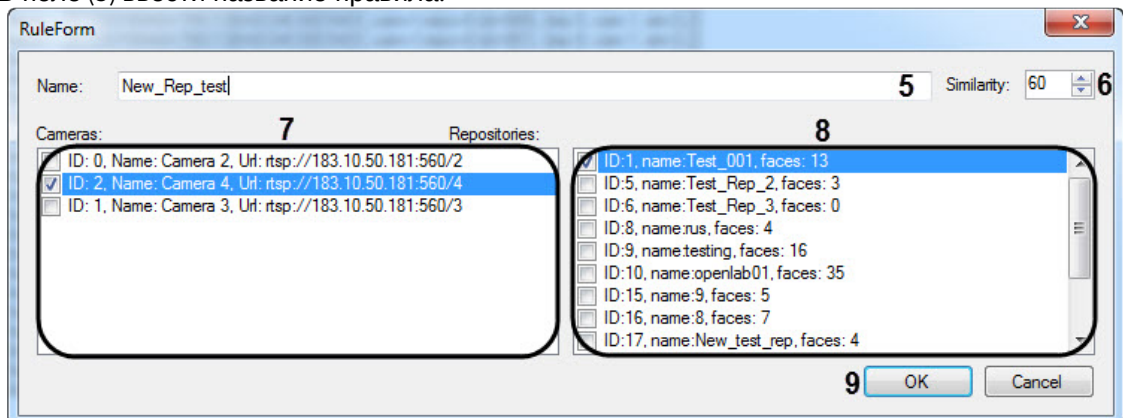 В поле (5) ввести название правила.
RuleForm
Name: New_Rep_test 5 Similarity: 60 6
Cameras: 7 Repositories: 8
ID: 0, Name: Camera 2, Url: rtsp://183.10.50.181:560/2
ID: 2, Name: Camera 4, Url: rtsp://183.10.50.181:560/4
ID: 1, Name: Camera 3, Url: rtsp://183.10.50.181:560/3
ID:1, name:Test_001, faces: 13
ID:5, name:Test_Rep_2, faces: 3
ID:6, name:Test_Rep_3, faces: 0
ID:8, name:rus, faces: 4
ID:9, name:testing, faces: 16
ID:10, name:openlab01, faces: 35
ID:15, name:9, faces: 5
ID:16, name:8, faces: 7
ID:17, name:New_test_rep, faces: 4
9 OK Cancel